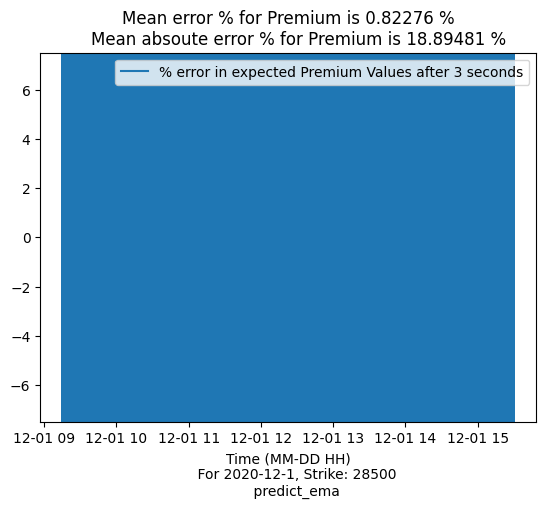 Mean error % for Premium is 0.82276 %
Mean absoute error % for Premium is 18.89481 %
% error in expected Premium Values after 3 seconds
6
4
2
0
−2
−4
−6
12-01 09 12-01 10 12-01 11 12-01 12 12-01 13 12-01 14 12-01 15
Time (MM-DD HH)
For 2020-12-1, Strike: 28500
predict_ema